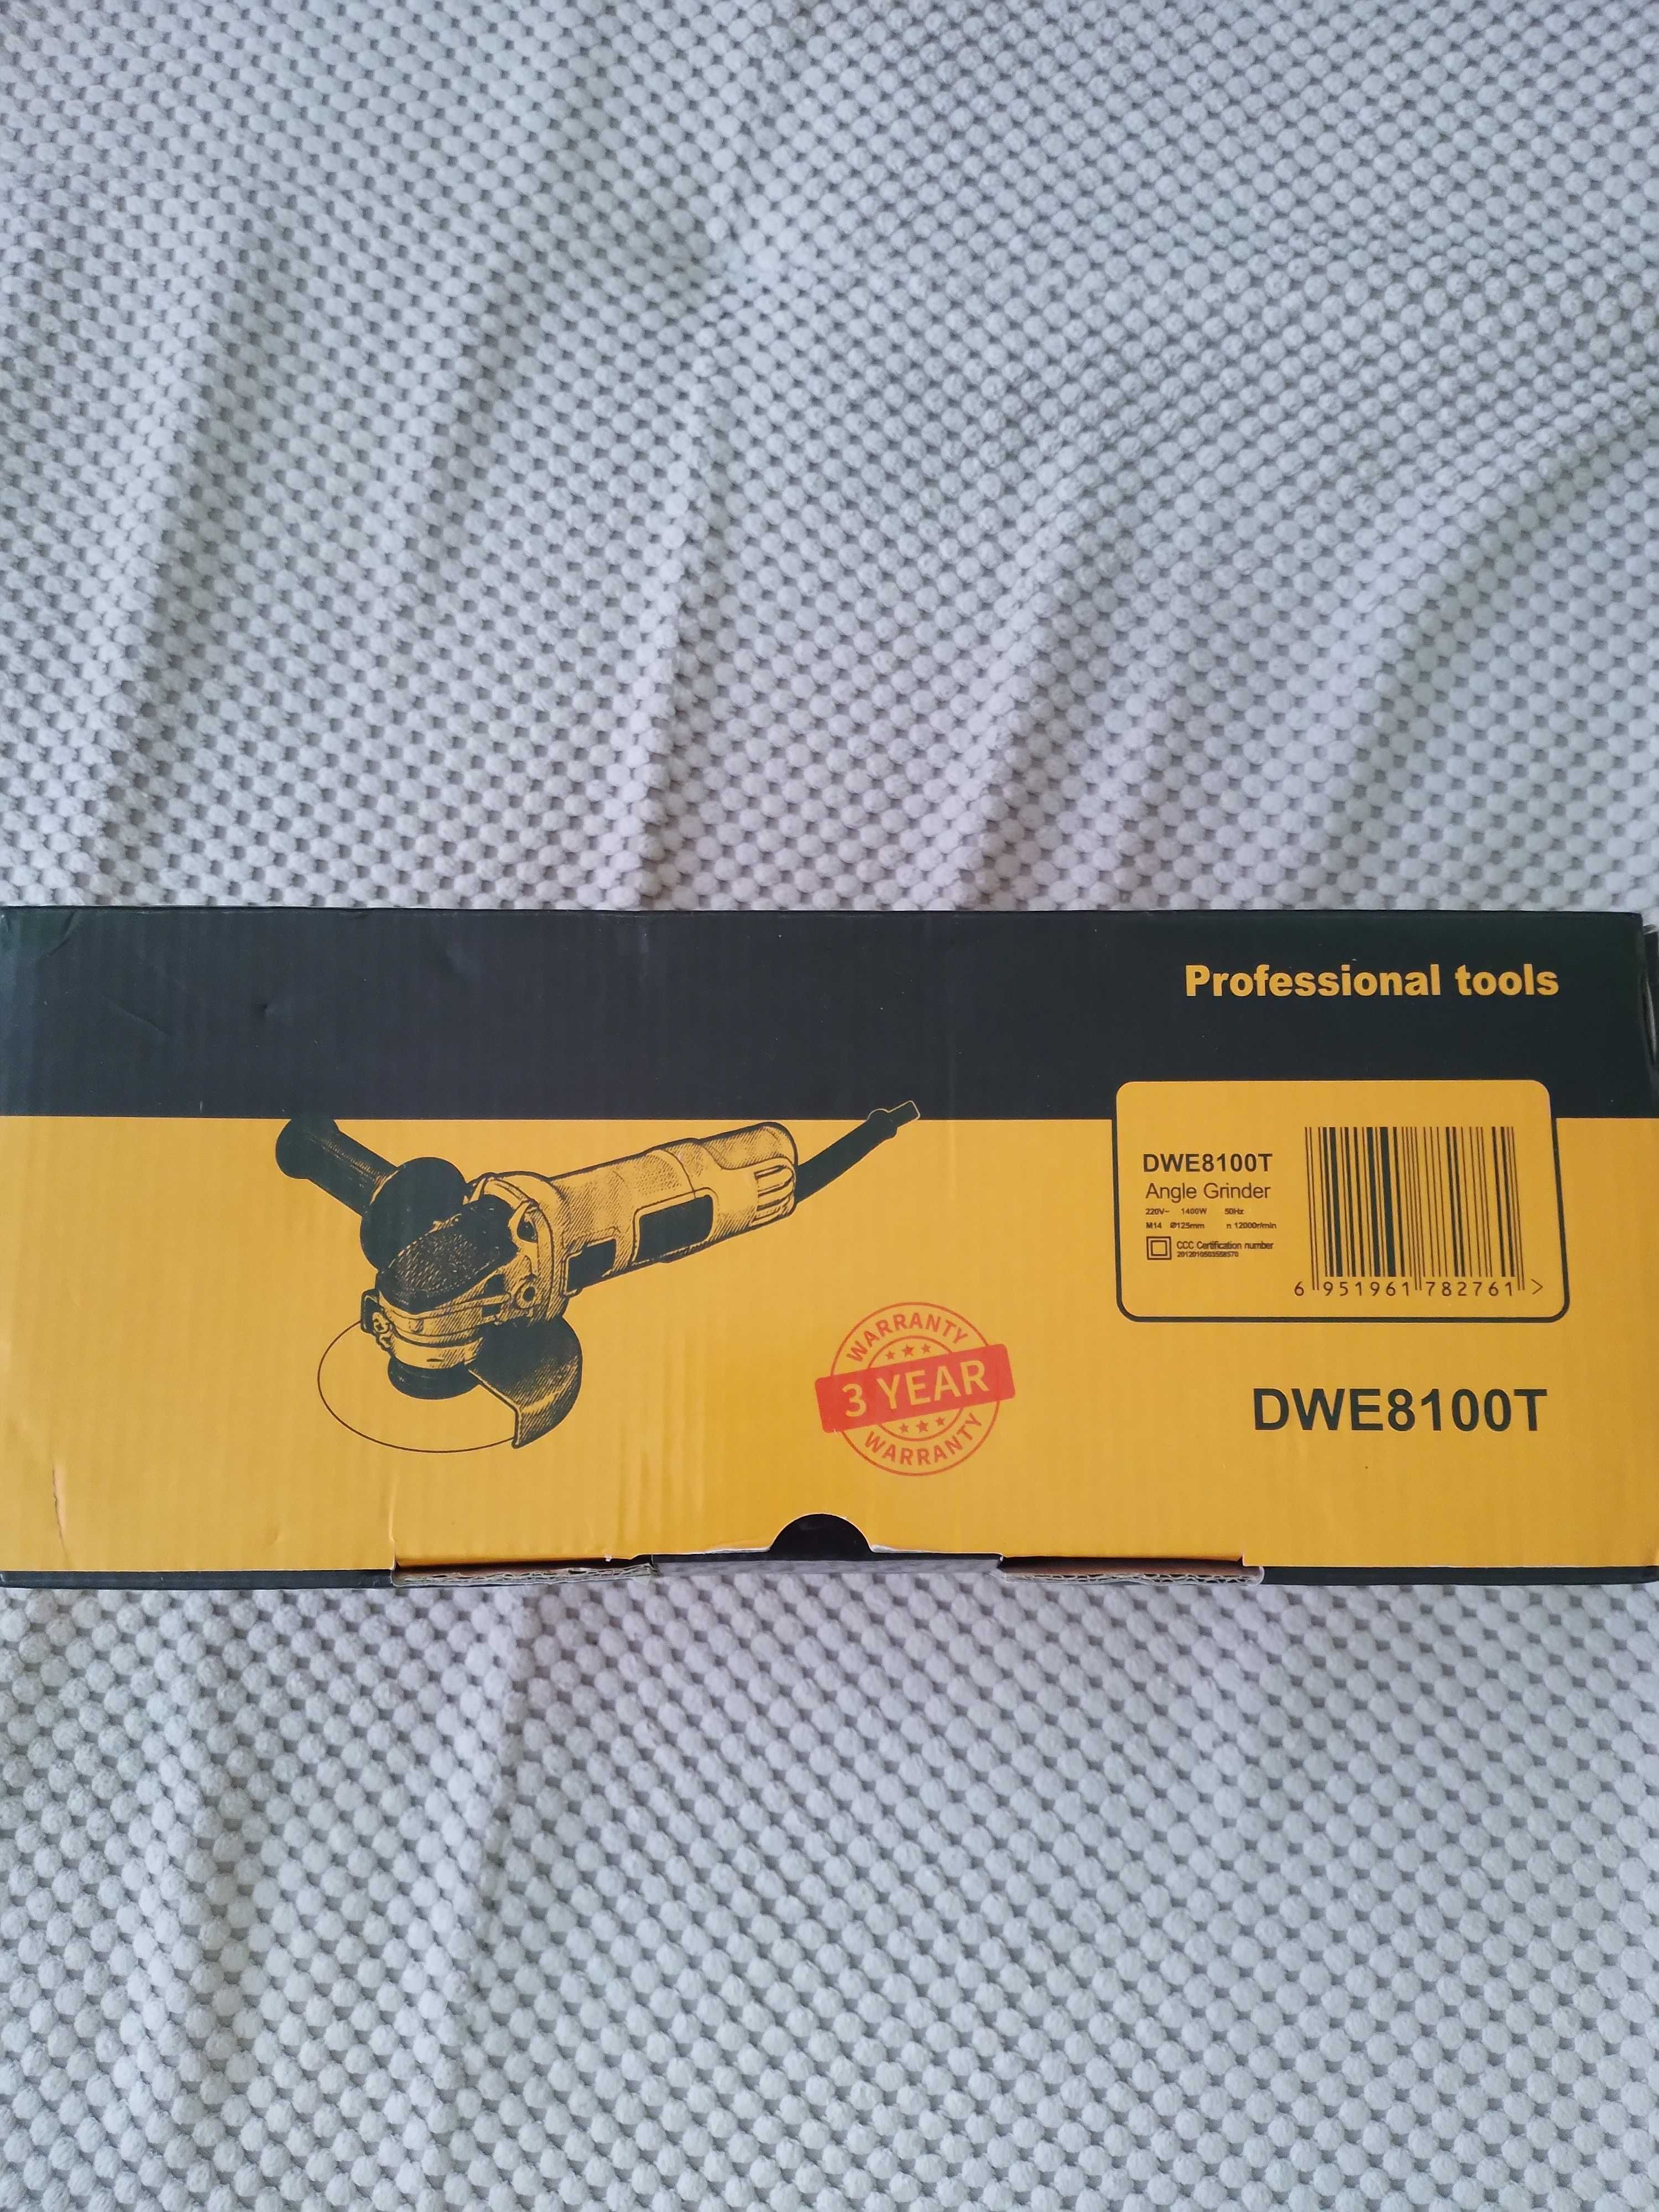 Professional tools
DWE8100T
Angle Grinder
220V~ 1400W 50Hz
M14 Ø125mm n 12000r/min
CCC Certification number
2012010503558570
6 951961 782761 >
WARRANTY
3 YEAR
WARRANTY
DWE8100T